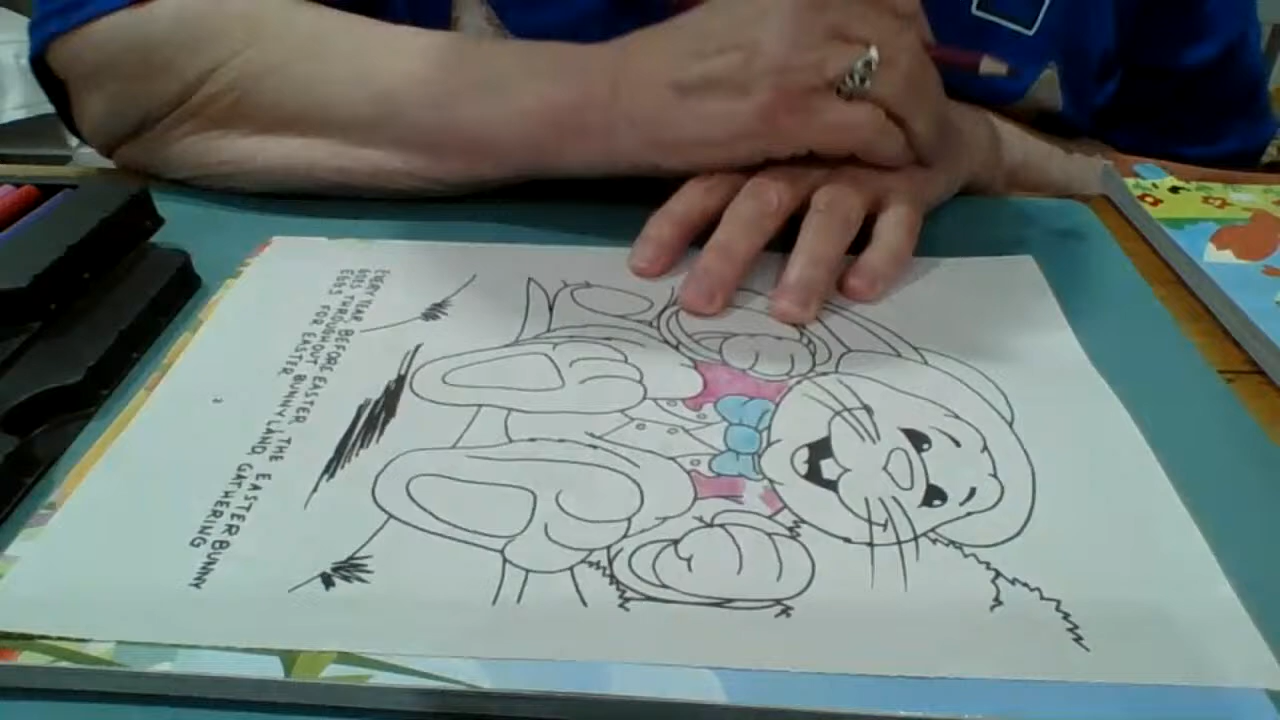 EVERY YEAR BEFORE EASTER, THE EASTER BUNNY
GOES THROUGHOUT BUNNYLAND, GATHERING
EGGS FOR EASTER.